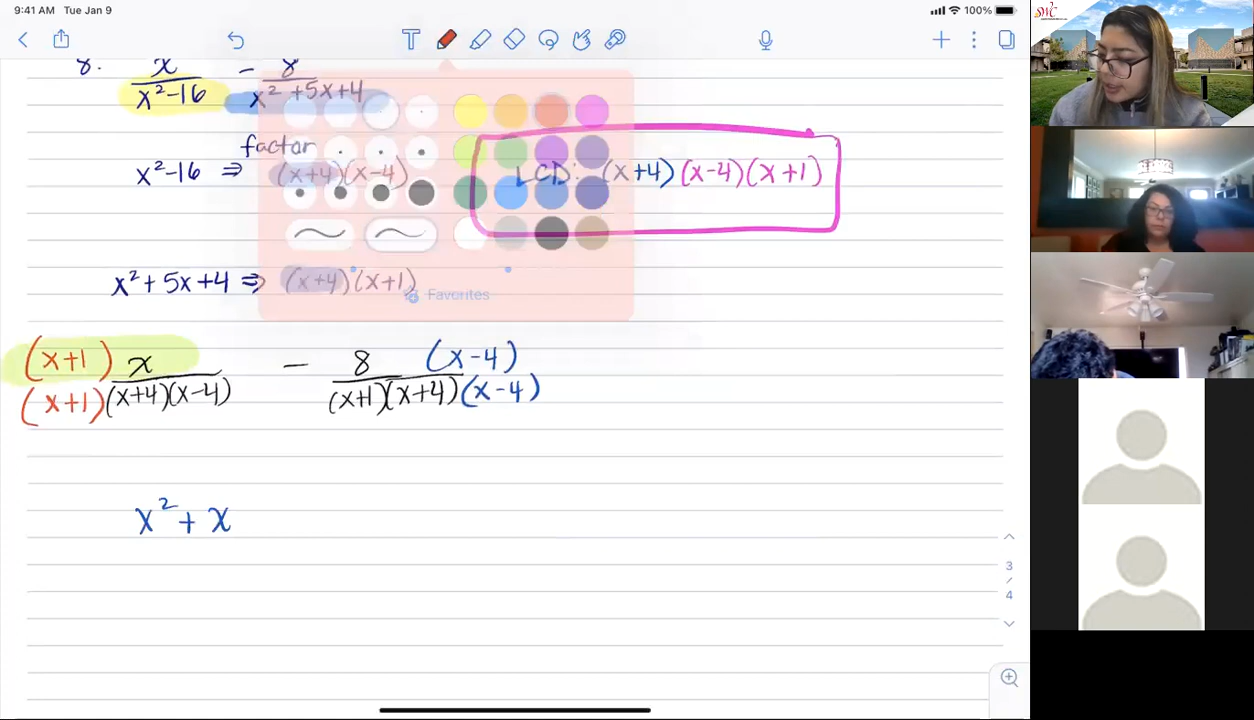 9:41 AM Tue Jan 9
100%
SWC
T
8. x/(x²-16) - 8/(x²+5x+4)
factor
x²-16 ⇒ (x+4)(x-4)
LCD: (x+4)(x-4)(x+1)
x²+5x+4 ⇒ (x+4)(x+1)
Favorites
(x+1) x - 8 (x-4)
(x+1)(x+4)(x-4) (x+1)(x+4)(x-4)
x² + x
3
/
4